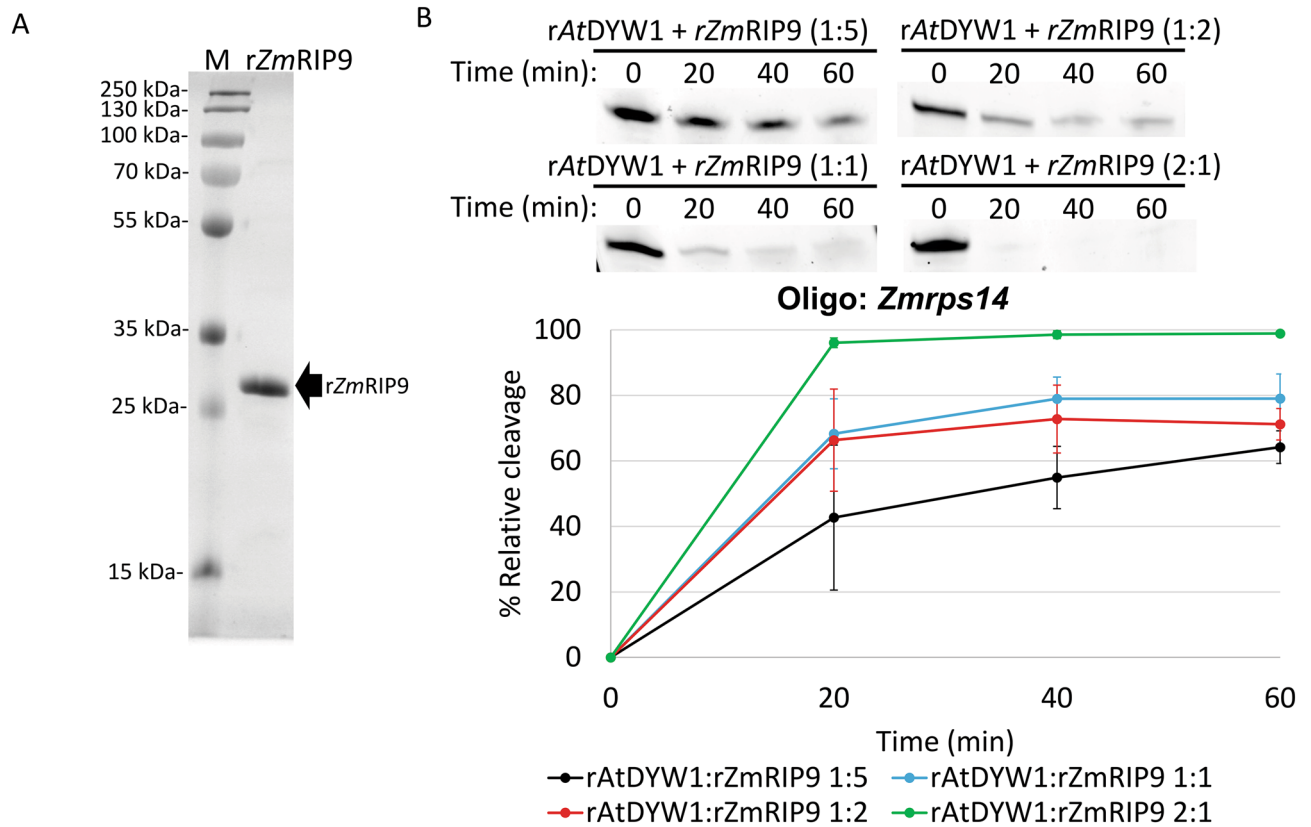 A
M rZmRIP9
250 kDa-
130 kDa-
100 kDa-
70 kDa-
55 kDa-
35 kDa-
25 kDa-
15 kDa-
rZmRIP9
B
rAtDYW1 + rZmRIP9 (1:5)
Time (min): 0 20 40 60
rAtDYW1 + rZmRIP9 (1:2)
0 20 40 60
rAtDYW1 + rZmRIP9 (1:1)
Time (min): 0 20 40 60
rAtDYW1 + rZmRIP9 (2:1)
0 20 40 60
Oligo: Zmrps14
% Relative cleavage
100
80
60
40
20
0
0 20 40 60
Time (min)
rAtDYW1:rZmRIP9 1:5
rAtDYW1:rZmRIP9 1:1
rAtDYW1:rZmRIP9 1:2
rAtDYW1:rZmRIP9 2:1